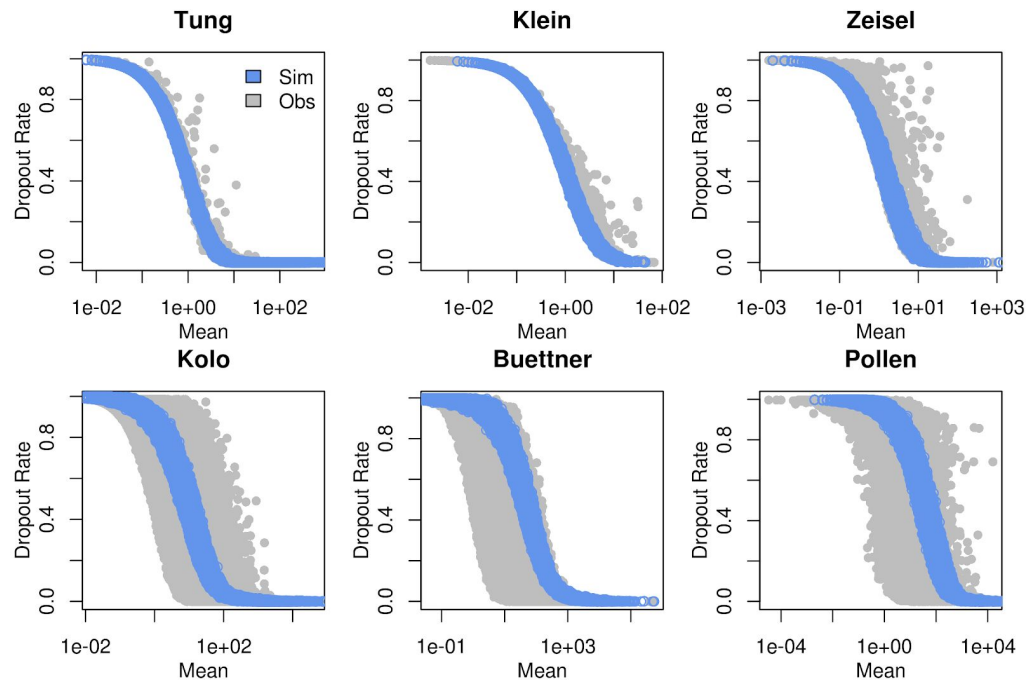 Tung
Dropout Rate
0.8
0.4
0.0
Sim
Obs
1e-02
1e+00
1e+02
Mean
Klein
Dropout Rate
0.8
0.4
0.0
1e-02
1e+00
1e+02
Mean
Zeisel
Dropout Rate
0.8
0.4
0.0
1e-03
1e-01
1e+01
1e+03
Mean
Kolo
Dropout Rate
0.8
0.4
0.0
1e-02
1e+02
Mean
Buettner
Dropout Rate
0.8
0.4
0.0
1e-01
1e+03
Mean
Pollen
Dropout Rate
0.8
0.4
0.0
1e-04
1e+00
1e+04
Mean